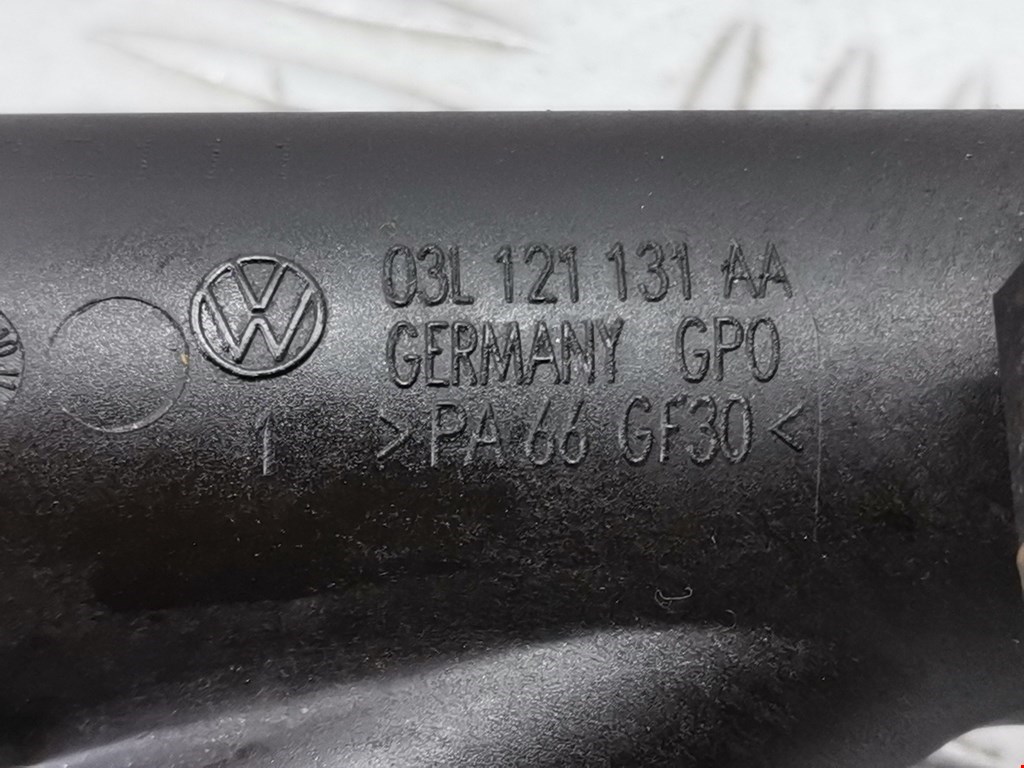 03L 121 131 AA
GERMANY GPO
1 >PA 66 GF30<